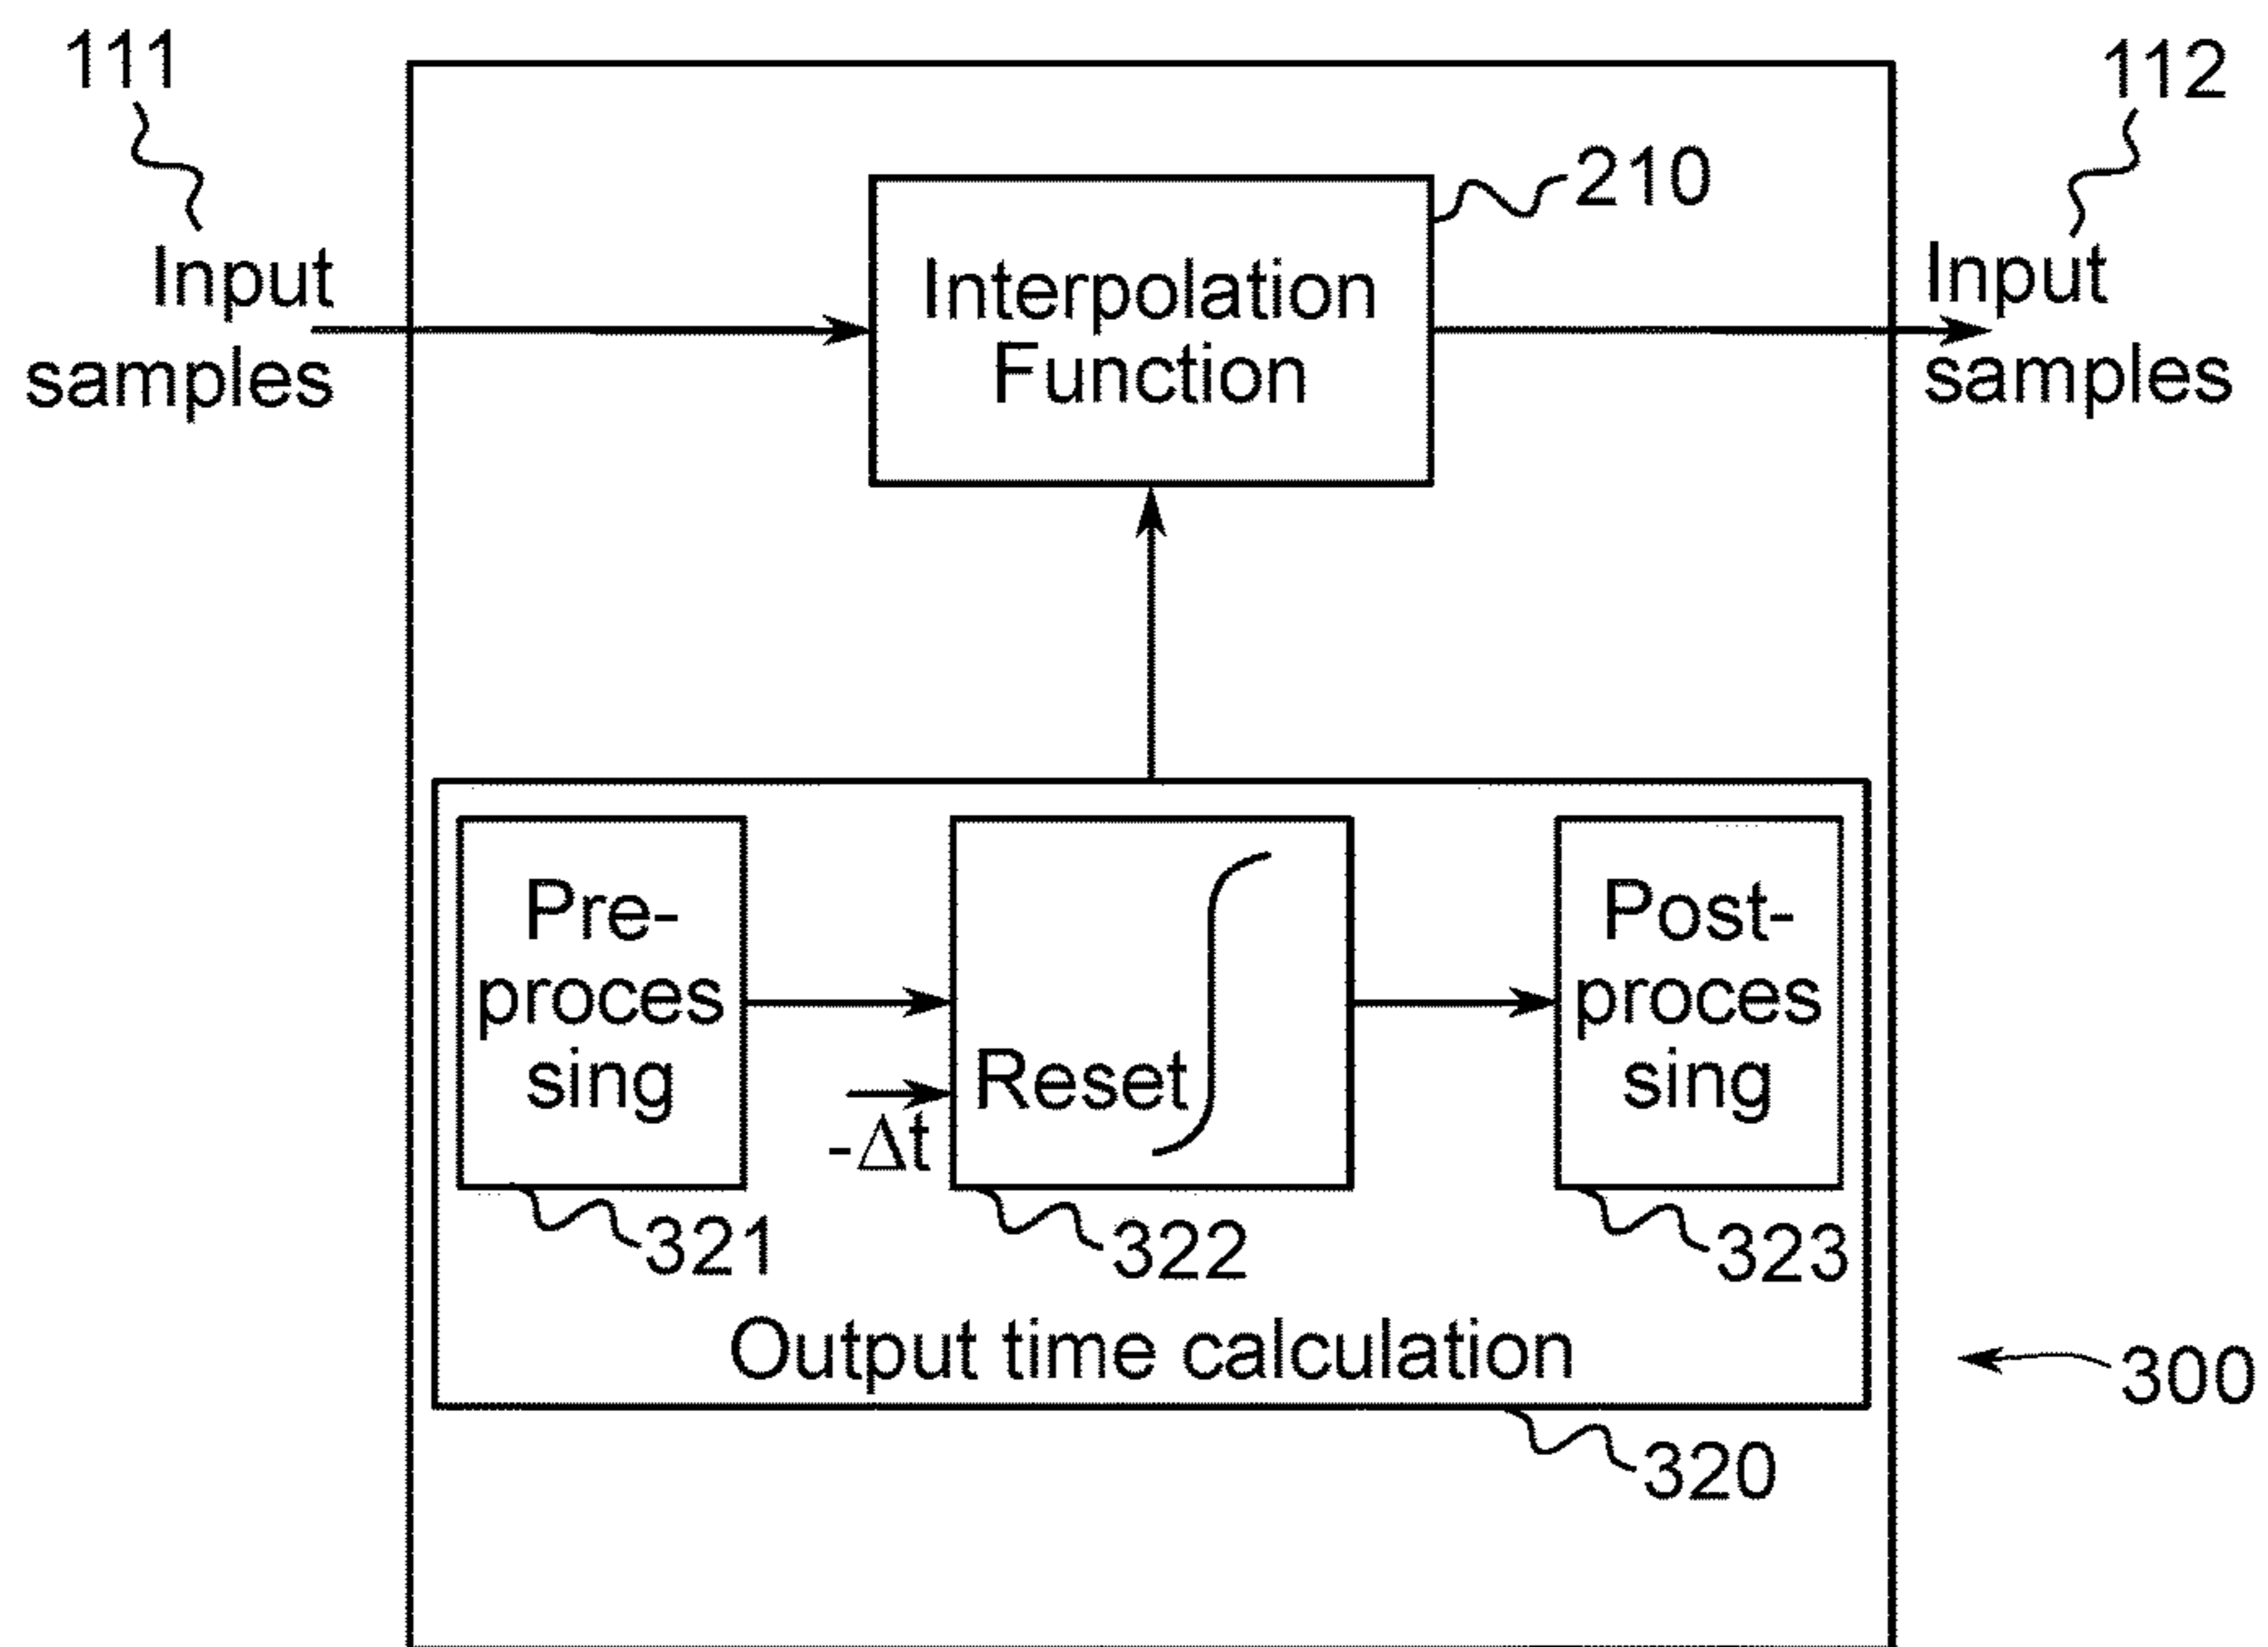 111
112
210
Input
samples
Interpolation
Function
Input
samples
Pre-
proces
sing
Reset
-Δt
Post-
proces
sing
321
322
323
Output time calculation
300
320